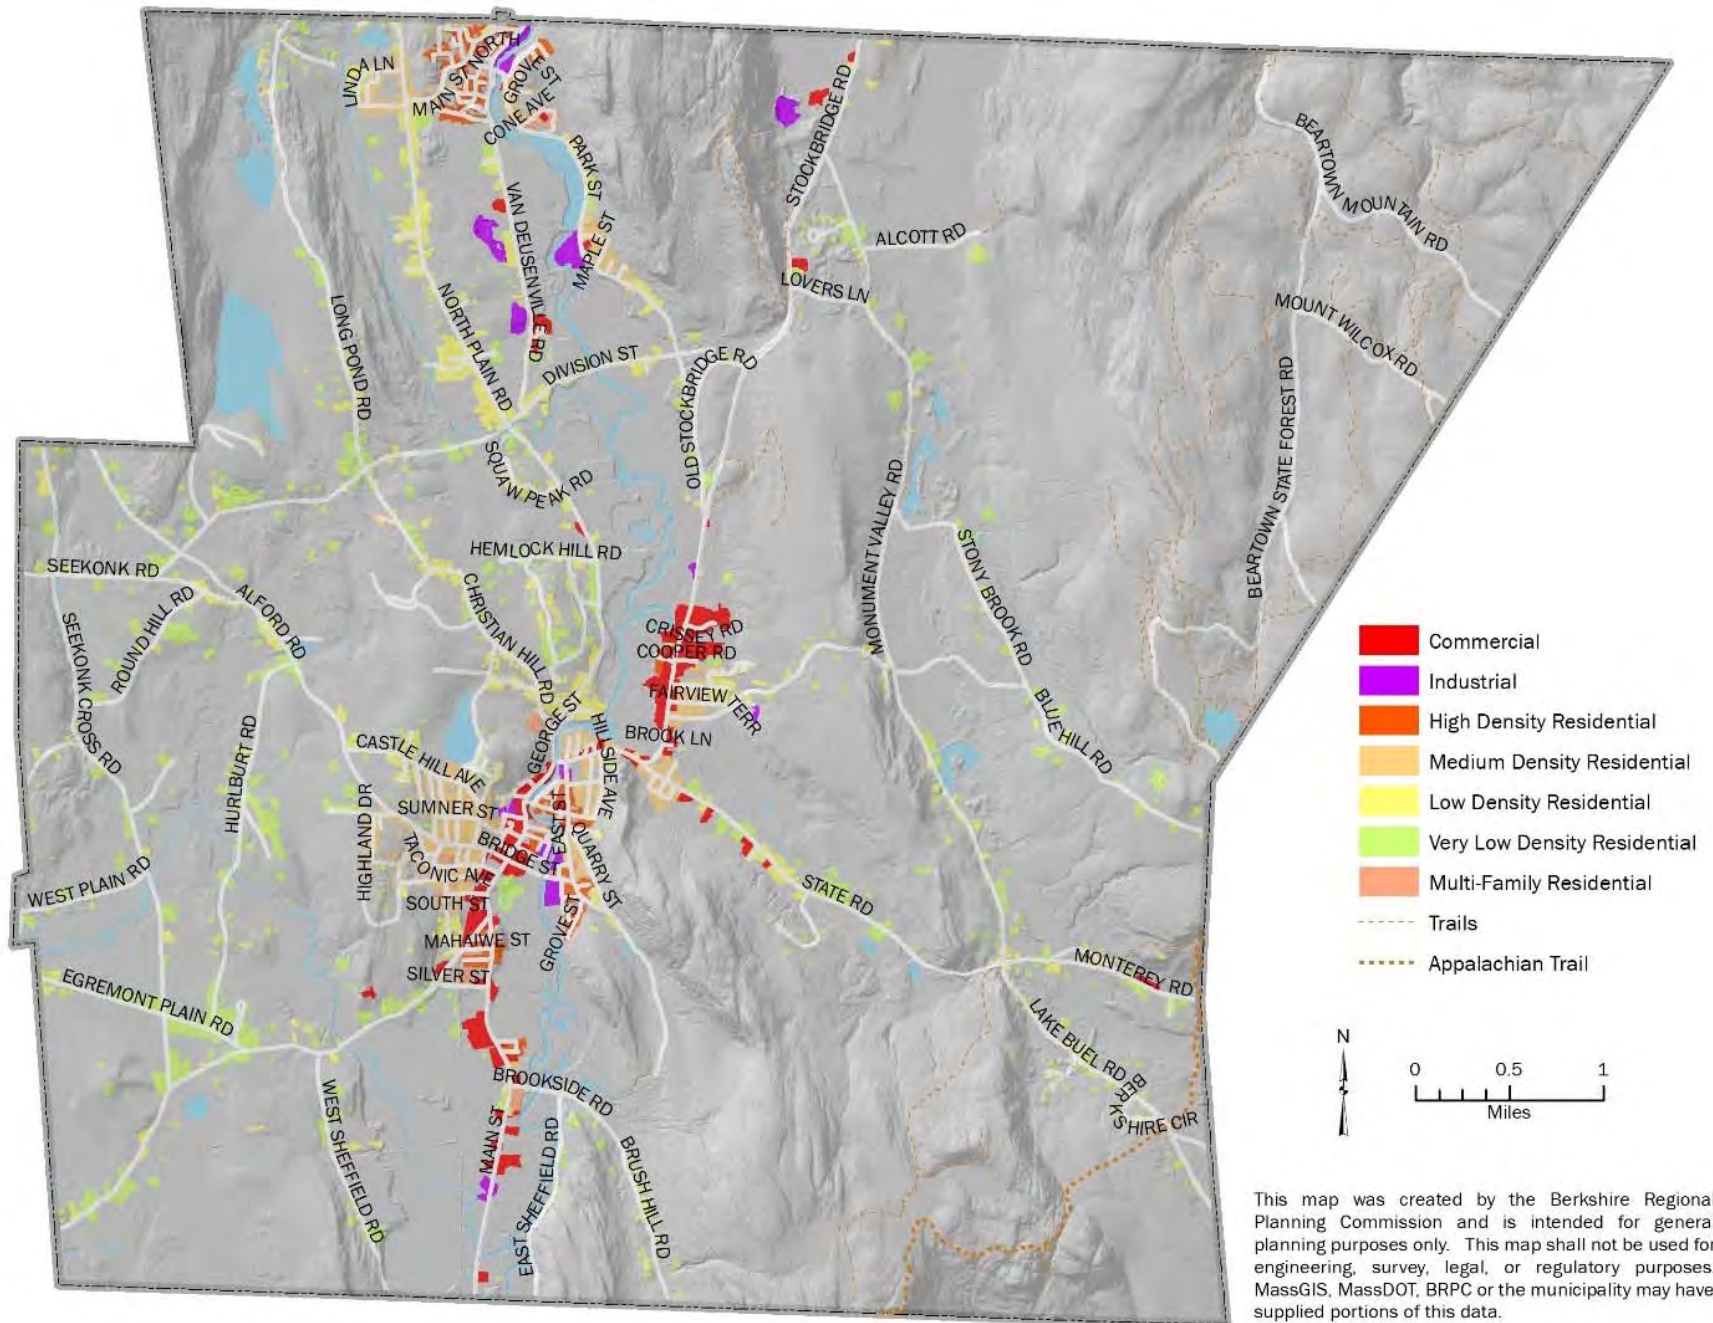 LINDA LN
MAIN ST NORTH
GROVE ST
CONE AVE
PARK ST
STOCKBRIDGE RD
BEARTOWN MOUNTAIN RD
VAN DEUSENVILLE RD
MAPLE ST
ALCOTT RD
LOVERS LN
LONG POND RD
NORTH PLAIN RD
MOUNT WILCOX RD
DIVISION ST
OLD STOCKBRIDGE RD
BEARTOWN STATE FOREST RD
SQUAW PEAK RD
MONUMENT VALLEY RD
HEMLOCK HILL RD
STONY BROOK RD
SEEKONK RD
ROUND HILL RD
ALFORD RD
CHRISTIAN HILL RD
SEEKONK CROSS RD
CRISSEY RD
COOPER RD
FAIRVIEW TERR
BLUE HILL RD
GEORGE ST
HILLSIDE AVE
BROOK LN
HURLBURT RD
CASTLE HILL AVE
SUMNER ST
HIGHLAND DR
TACONIC AVE
BRIDGE ST
EAST ST
QUARRY ST
WEST PLAIN RD
SOUTH ST
STATE RD
GROVE ST
MAHAIWE ST
SILVER ST
EGREMONT PLAIN RD
MONTEREY RD
LAKE BUEL RD
BERKSHIRE CIR
BROOKSIDE RD
WEST SHEFFIELD RD
MAIN ST
EAST SHEFFIELD RD
BRUSH HILL RD
Commercial
Industrial
High Density Residential
Medium Density Residential
Low Density Residential
Very Low Density Residential
Multi-Family Residential
Trails
Appalachian Trail
N
0 0.5 1
Miles
This map was created by the Berkshire Regional
Planning Commission and is intended for genera
planning purposes only. This map shall not be used for
engineering, survey, legal, or regulatory purposes
MassGIS, MassDOT, BRPC or the municipality may have
supplied portions of this data.